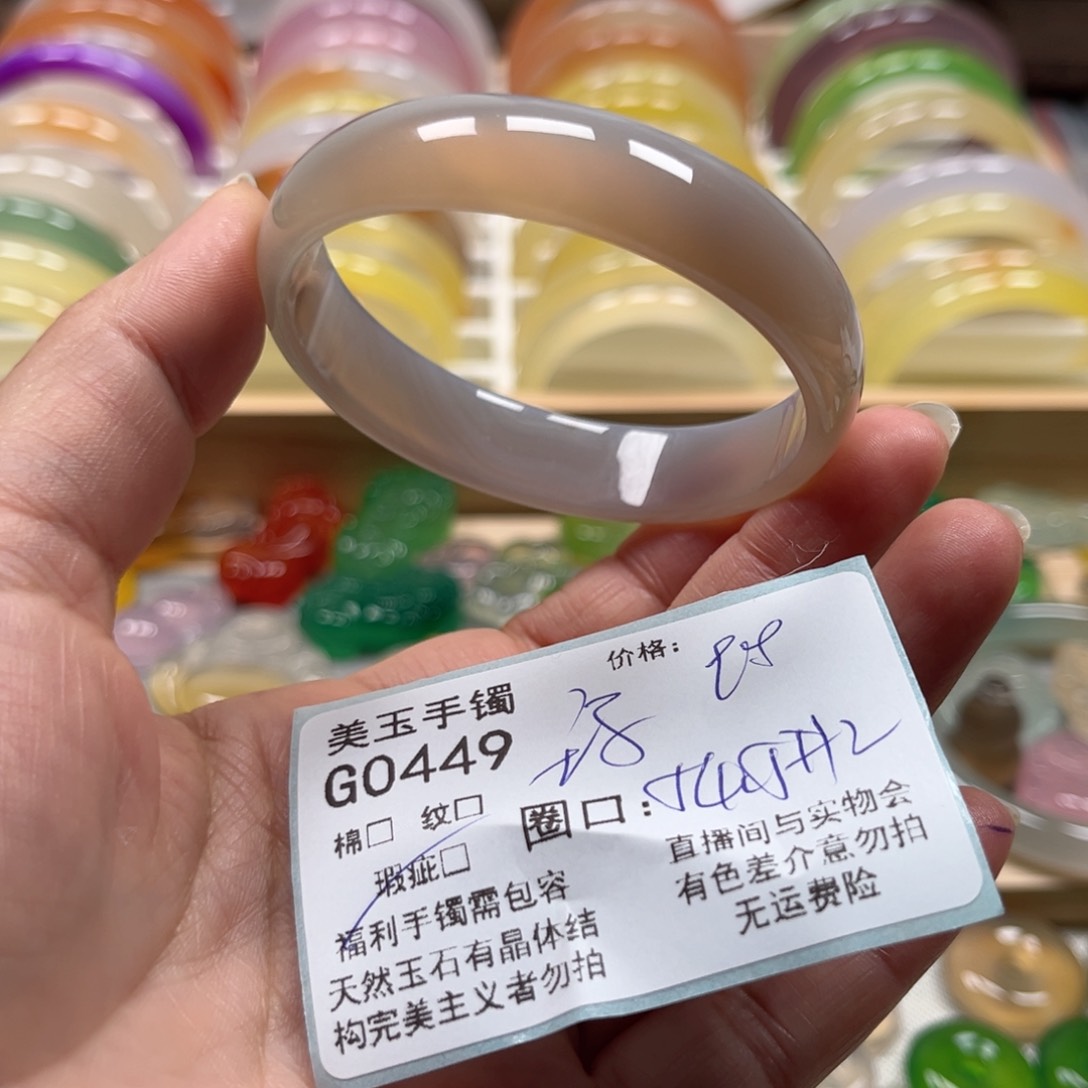 价格:
美玉手镯
G0449
圈口:
棉□ 纹□
瑕疵□
福利手镯需包容
天然玉石有晶体结
构完美主义者勿拍
直播间与实物会
有色差介意勿拍
无运费险